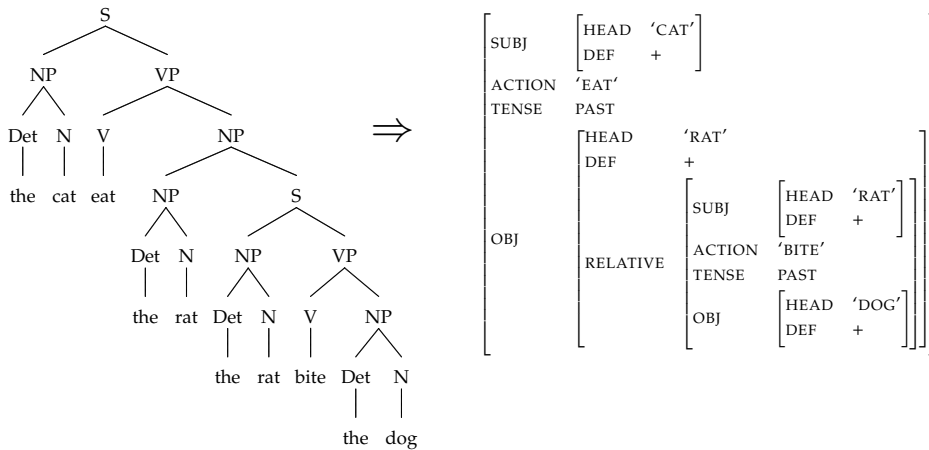 S
NP VP
Det N V NP
the cat eat NP S
Det N NP VP
the rat Det N V NP
the rat bite Det N
the dog
⇒
SUBJ HEAD ‘CAT’
DEF +
ACTION ‘EAT‘
TENSE PAST
OBJ HEAD ‘RAT’
DEF +
RELATIVE SUBJ HEAD ‘RAT’
DEF +
ACTION ‘BITE’
TENSE PAST
OBJ HEAD ‘DOG’
DEF +